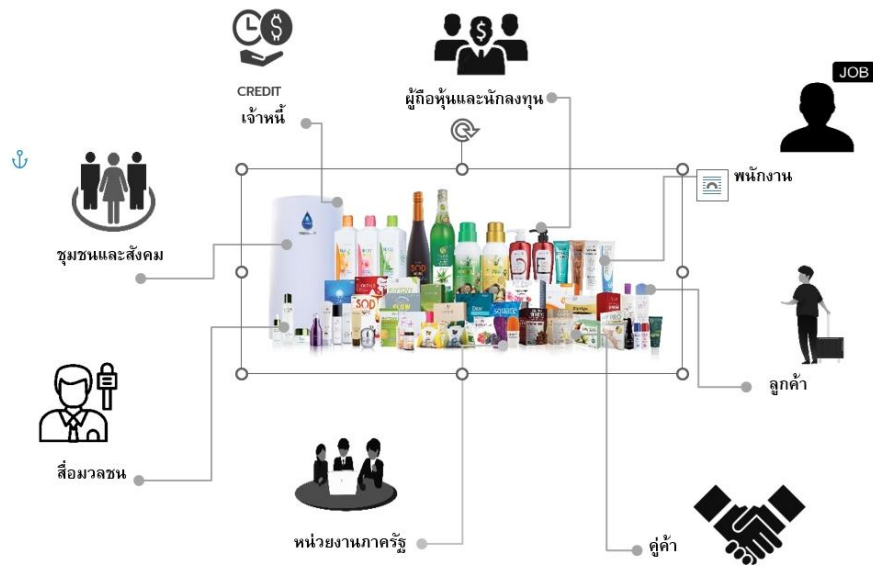 JOB
CREDIT
เจ้าหนี้
ผู้ถือหุ้นและนักลงทุน
พนักงาน
ชุมชนและสังคม
SOD
SOD
ลูกค้า
สื่อมวลชน
หน่วยงานภาครัฐ
คู่ค้า